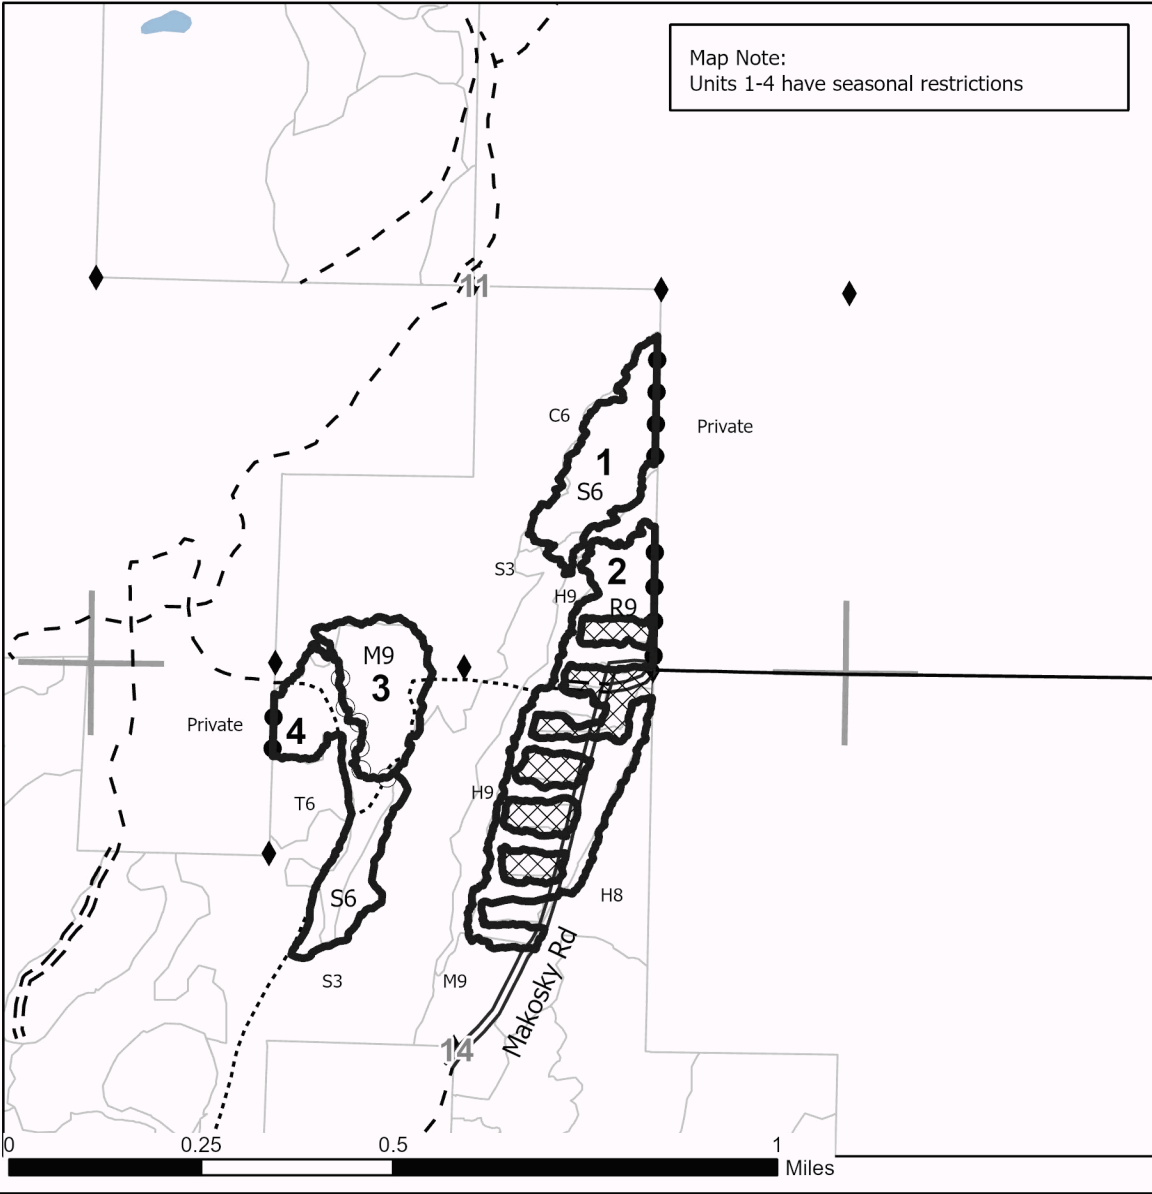 Map Note:
Units 1-4 have seasonal restrictions
11
C6
Private
1
S6
S3
2
H9
R9
M9
3
Private
4
H9
T6
S6
H8
S3
M9
Makosky Rd
14
0
0.25
0.5
1
Miles